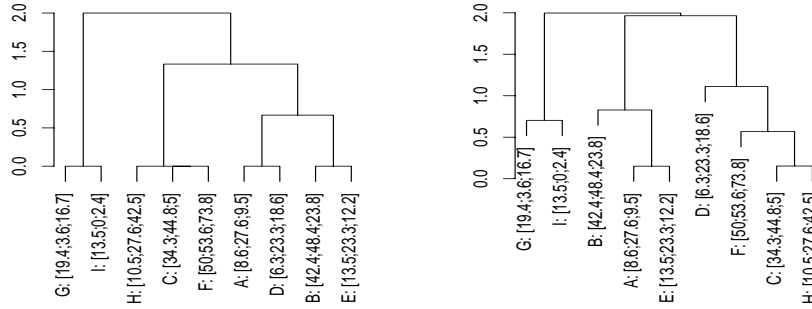 2.0
1.5
1.0
0.5
0.0
G: [19.4;3.6;16.7]
I: [13.5;0;2.4]
H: [10.5;27.6;42.5]
C: [34.3;44.8;5]
F: [50;53.6;73.8]
A: [8.6;27.6;9.5]
D: [6.3;23.3;18.6]
B: [42.4;48.4;23.8]
E: [13.5;23.3;12.2]
2.0
1.5
1.0
0.5
0.0
G: [19.4;3.6;16.7]
I: [13.5;0;2.4]
B: [42.4;48.4;23.8]
A: [8.6;27.6;9.5]
E: [13.5;23.3;12.2]
D: [6.3;23.3;18.6]
F: [50;53.6;73.8]
C: [34.3;44.8;5]
H: [10.5;27.6;42.5]